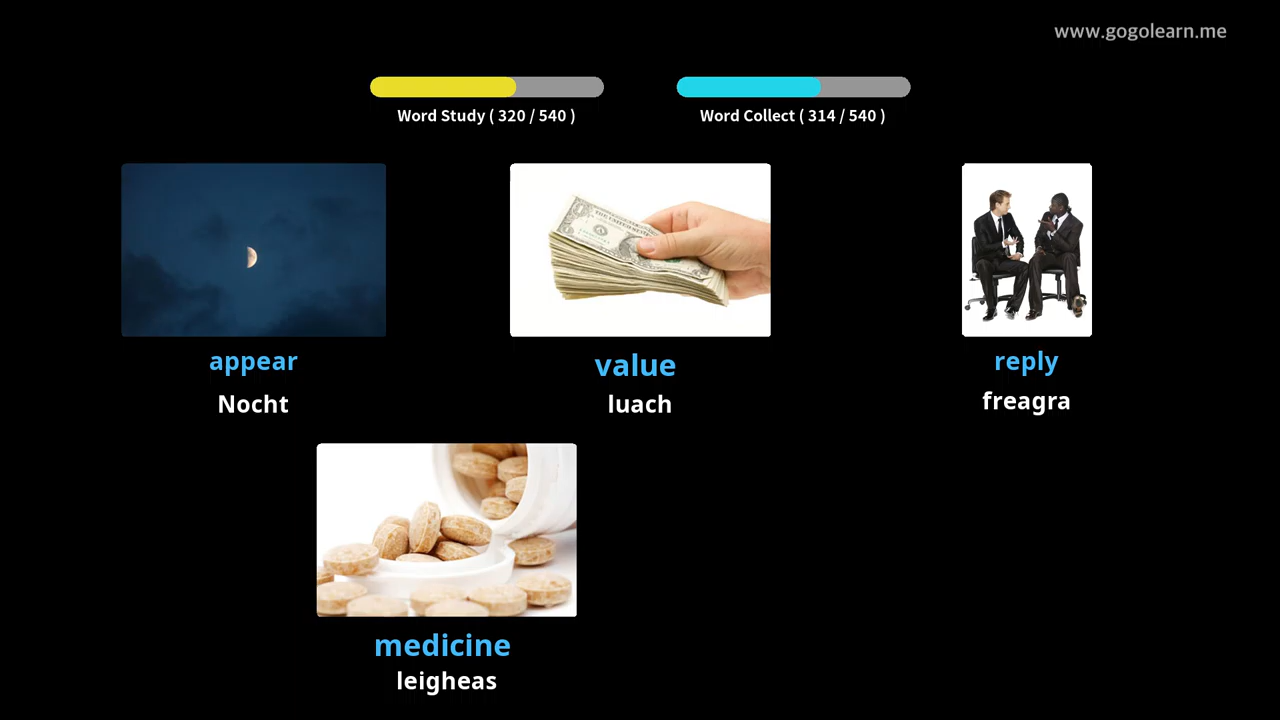 www.gogolearn.me
Word Study ( 320 / 540 )
Word Collect ( 314 / 540 )
appear
Nocht
value
luach
reply
freagra
medicine
leigheas